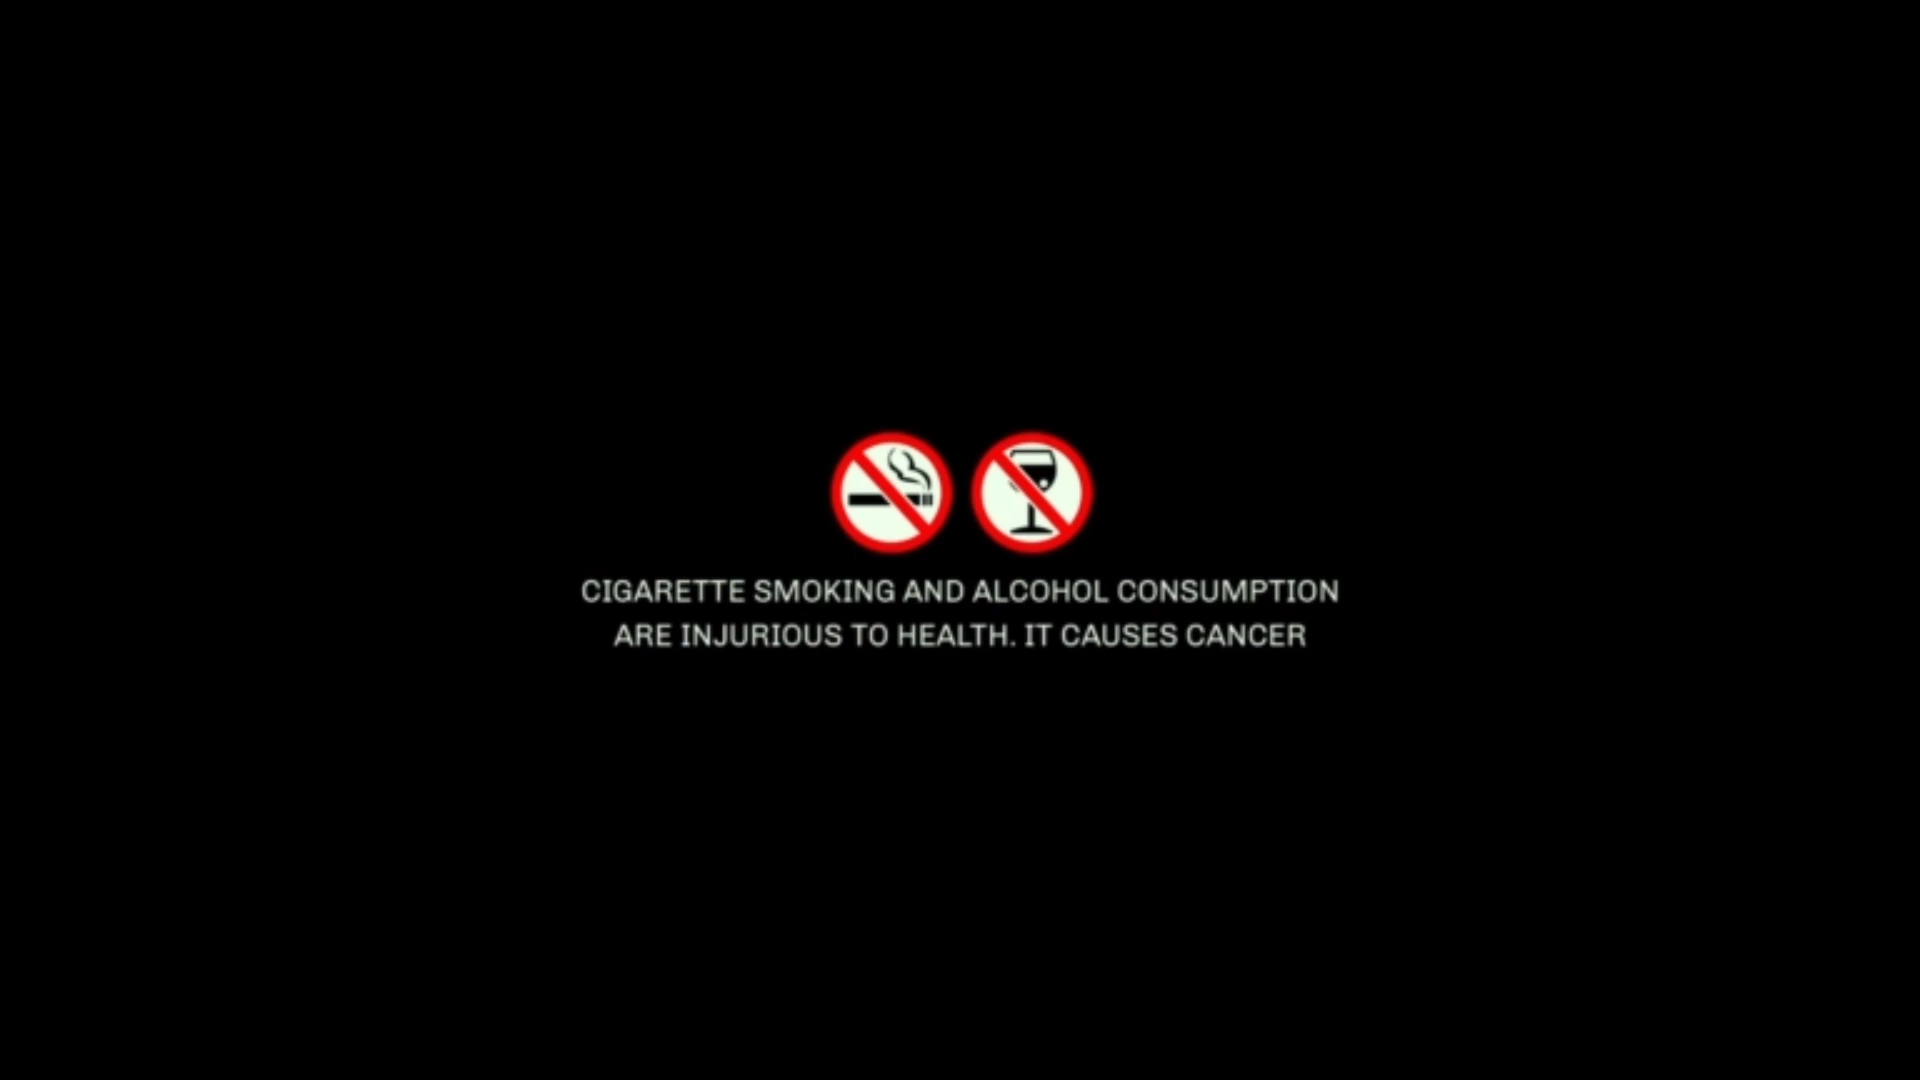 CIGARETTE SMOKING AND ALCOHOL CONSUMPTION
ARE INJURIOUS TO HEALTH. IT CAUSES CANCER